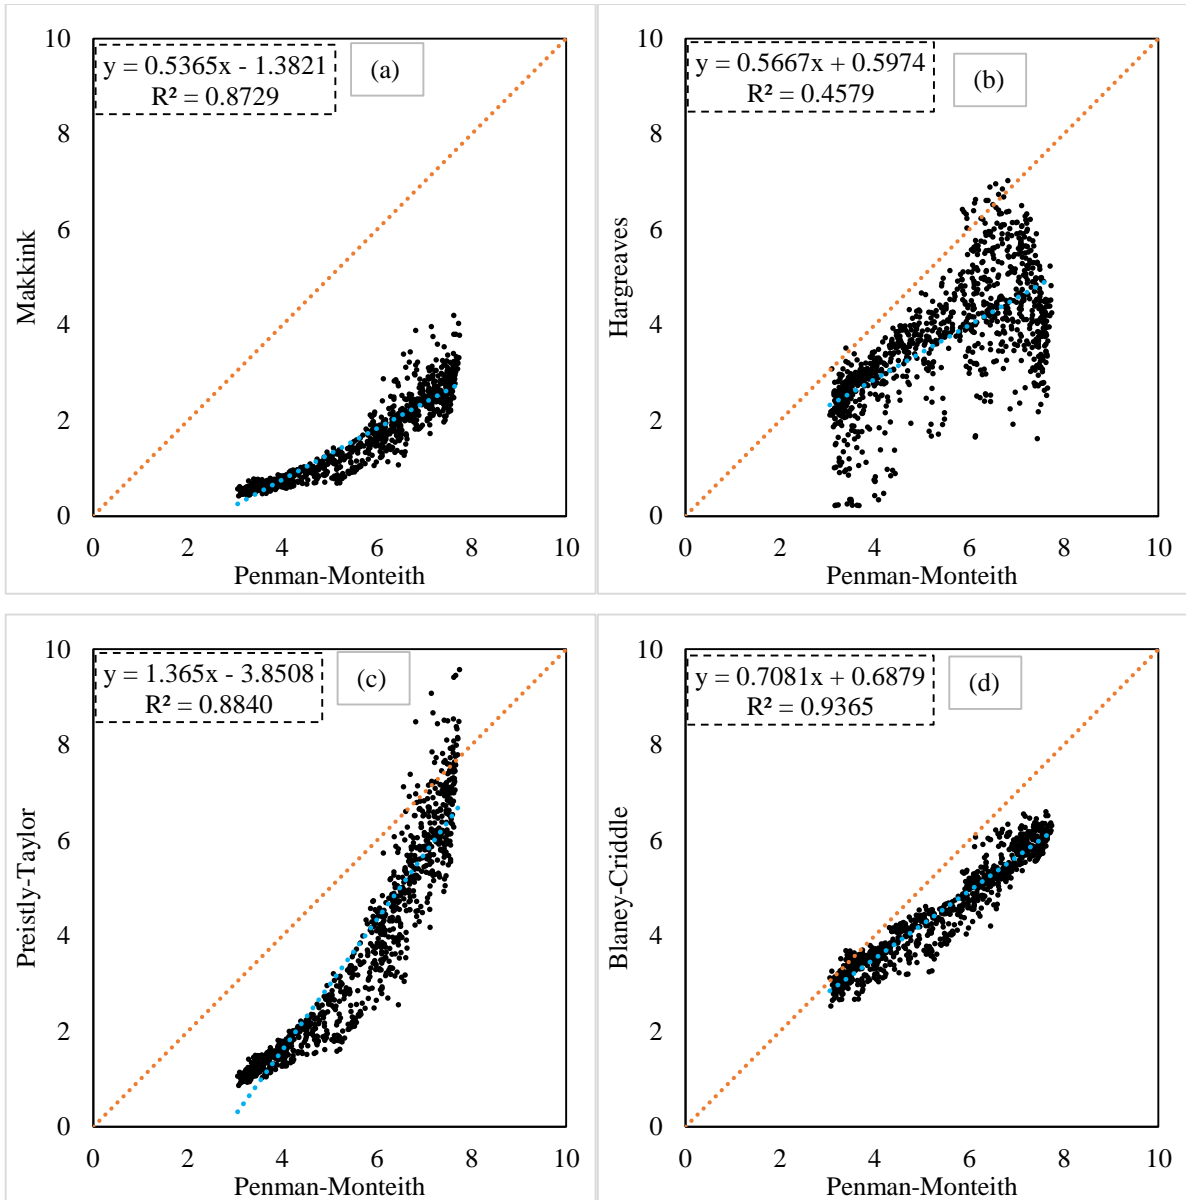 y = 0.5365x - 1.3821
R² = 0.8729
(a)
10
8
6
4
2
0
Makkink
0 2 4 6 8 10
Penman-Monteith
y = 0.5667x + 0.5974
R² = 0.4579
(b)
10
8
6
4
2
0
Hargreaves
0 2 4 6 8 10
Penman-Monteith
y = 1.365x - 3.8508
R² = 0.8840
(c)
10
8
6
4
2
0
Preistly-Taylor
0 2 4 6 8 10
Penman-Monteith
y = 0.7081x + 0.6879
R² = 0.9365
(d)
10
8
6
4
2
0
Blaney-Criddle
0 2 4 6 8 10
Penman-Monteith